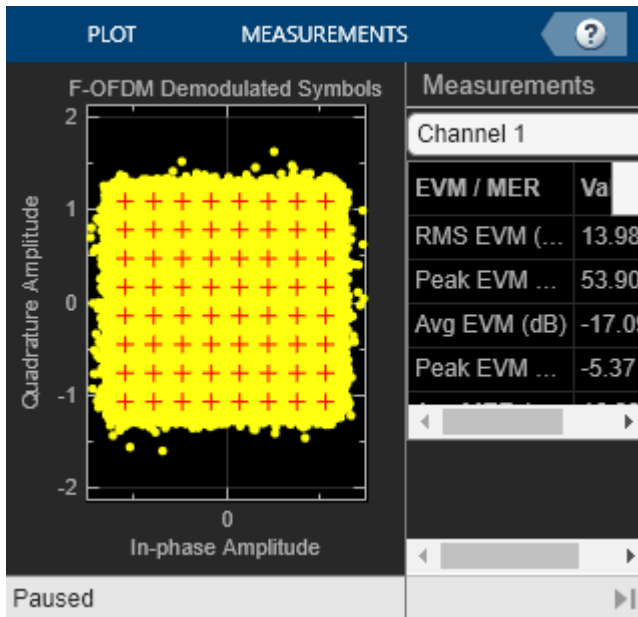 PLOT
MEASUREMENTS
?
F-OFDM Demodulated Symbols
2
1
0
-1
-2
Quadrature Amplitude
0
In-phase Amplitude
Measurements
Channel 1
EVM / MER Va
RMS EVM (... 13.98
Peak EVM ... 53.90
Avg EVM (dB) -17.09
Peak EVM ... -5.37
Paused